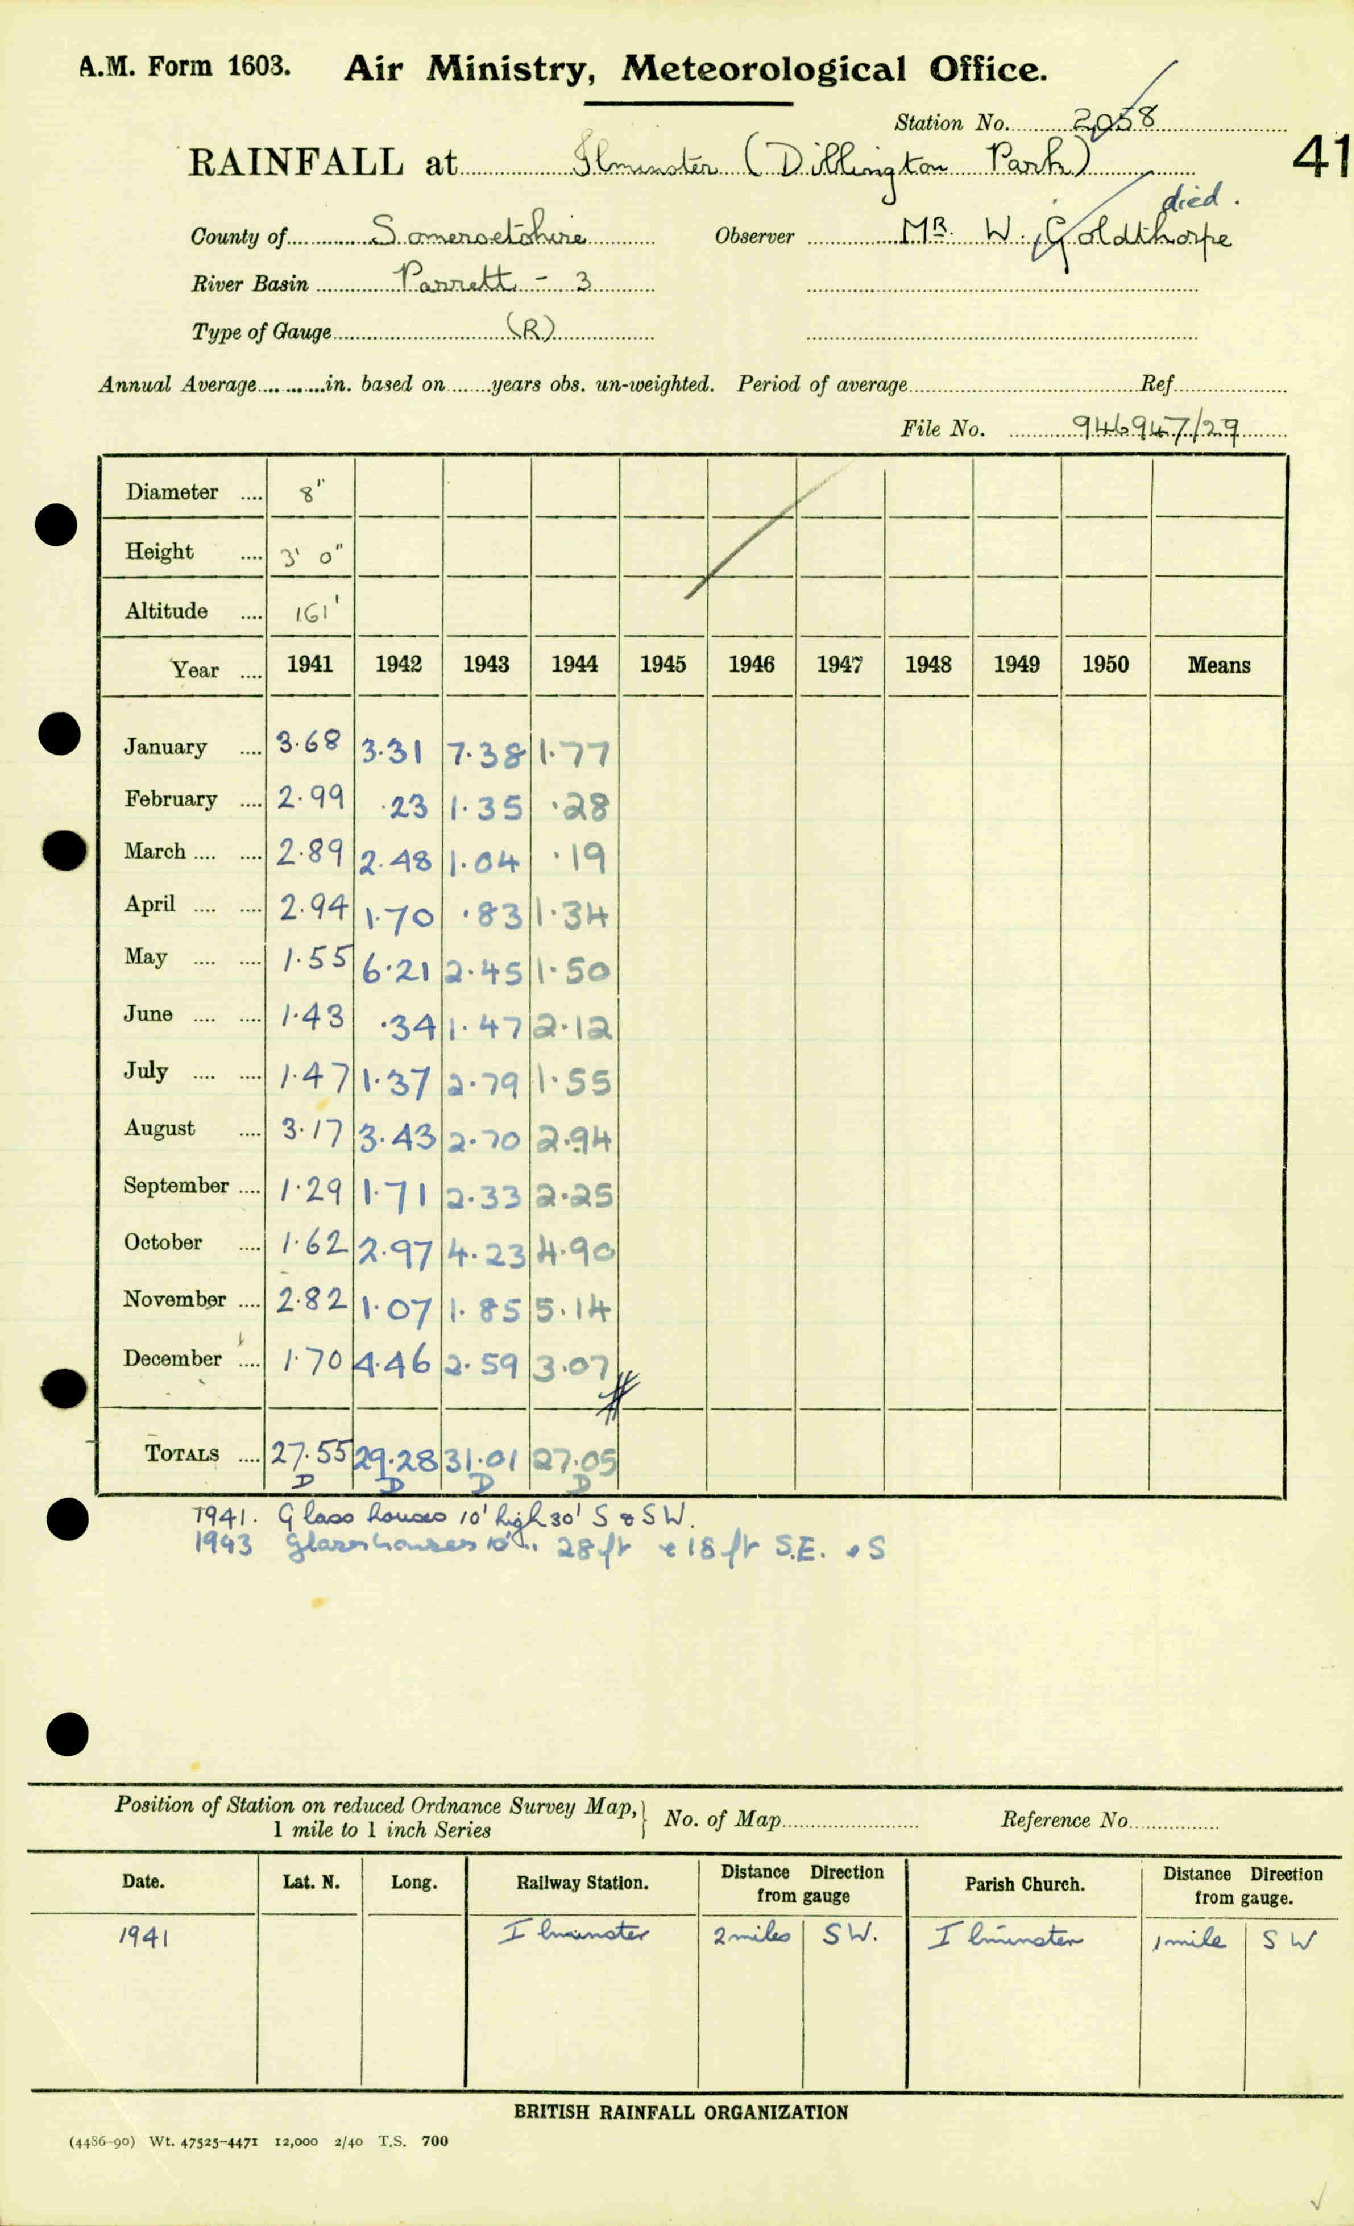 A.M. Form 1603. Air Ministry, Meteorological Office.
Station No. 2058
41
RAINFALL at Ilminster (Dillington Park)
died.
County of Somersetshire Observer MR. W. Goldthorpe
River Basin Parrett - 3
Type of Gauge (R)
Annual Average in. based on years obs. un-weighted. Period of average Ref
File No. 946947/29
Diameter .... 8"
Height .... 3' 0"
Altitude .... 161'
Year .... 1941 1942 1943 1944 1945 1946 1947 1948 1949 1950 Means
January .... 3.68 3.31 7.38 1.77
February .... 2.99 .23 1.35 .28
March .... .... 2.89 2.48 1.04 .19
April .... .... 2.94 1.70 .83 1.34
May .... .... 1.55 6.21 2.45 1.50
June .... .... 1.43 .34 1.47 2.12
July .... .... 1.47 1.37 2.79 1.55
August .... 3.17 3.43 2.70 2.94
September .... 1.29 1.71 2.33 2.25
October .... 1.62 2.97 4.23 4.90
November .... 2.82 1.07 1.85 5.14
December .... 1.70 4.46 2.59 3.07
TOTALS .... 27.55 29.28 31.01 27.05
D D D D
1941. Glass houses 10' high 30' S & SW.
1943 Glasshouses 10' " 28 ft & 18 ft S.E. & S
Position of Station on reduced Ordnance Survey Map, No. of Map Reference No.
1 mile to 1 inch Series
Date. Lat. N. Long. Railway Station. Distance Direction from gauge Parish Church. Distance Direction from gauge.
1941 Ilminster 2 miles SW. Ilminster 1 mile SW
BRITISH RAINFALL ORGANIZATION
(4486-90) Wt. 47525-4471 12,000 2/40 T.S. 700